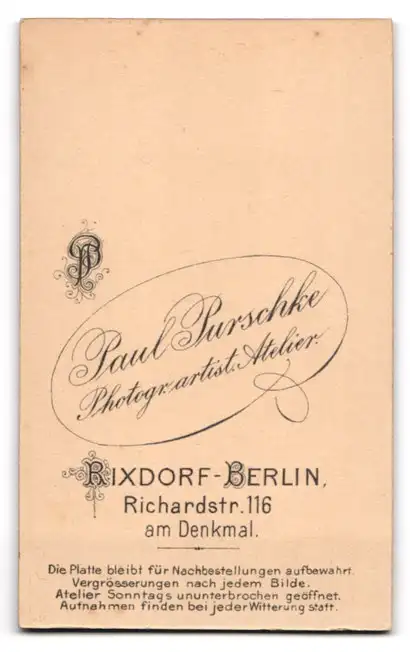 PP
Paul Purschke
Photogr. artist. Atelier.
RIXDORF-BERLIN,
Richardstr. 116
am Denkmal.
Die Platte bleibt für Nachbestellungen aufbewahrt.
Vergrösserungen nach jedem Bilde.
Atelier Sonntags ununterbrochen geöffnet.
Aufnahmen finden bei jeder Witterung statt.